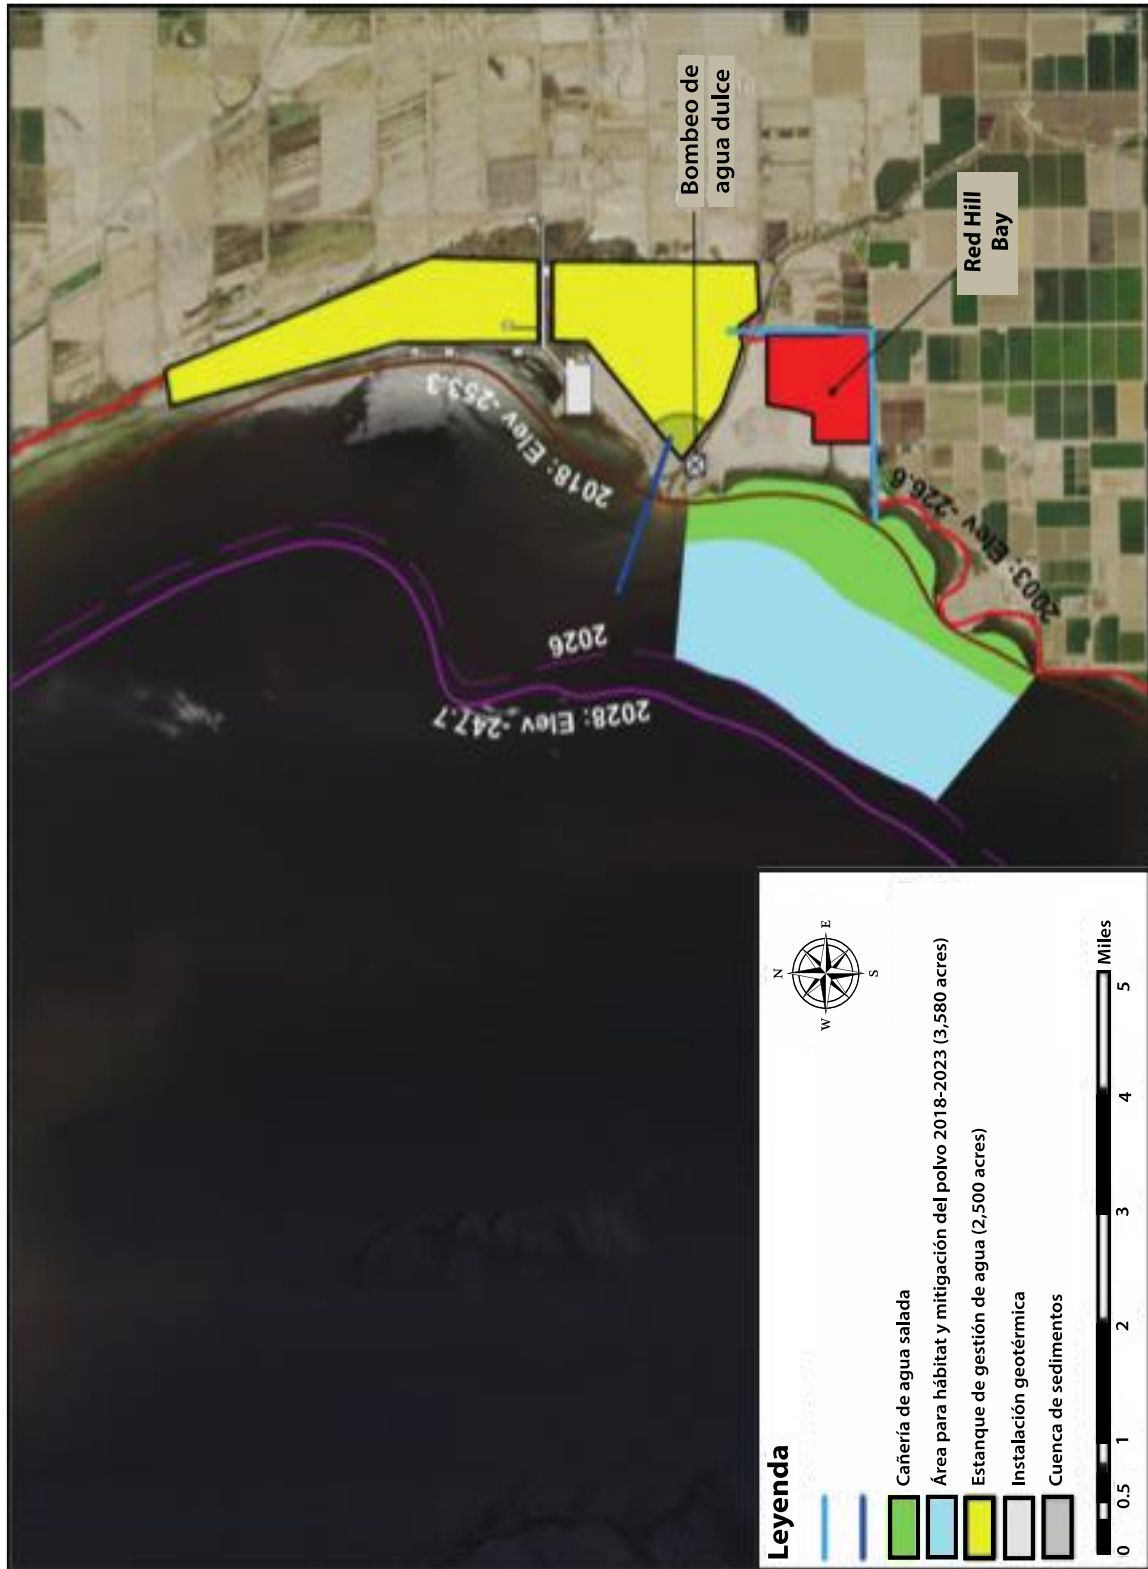 Bombeo de
agua dulce
Red Hill
Bay
2018: Elev -253.3
2003: Elev -226.6
2026
2028: Elev -247.7
Leyenda
Cañería de agua salada
Área para hábitat y mitigación del polvo 2018-2023 (3,580 acres)
Estanque de gestión de agua (2,500 acres)
Instalación geotérmica
Cuenca de sedimentos
N
E
S
W
0 0.5 1 2 3 4 5
Miles